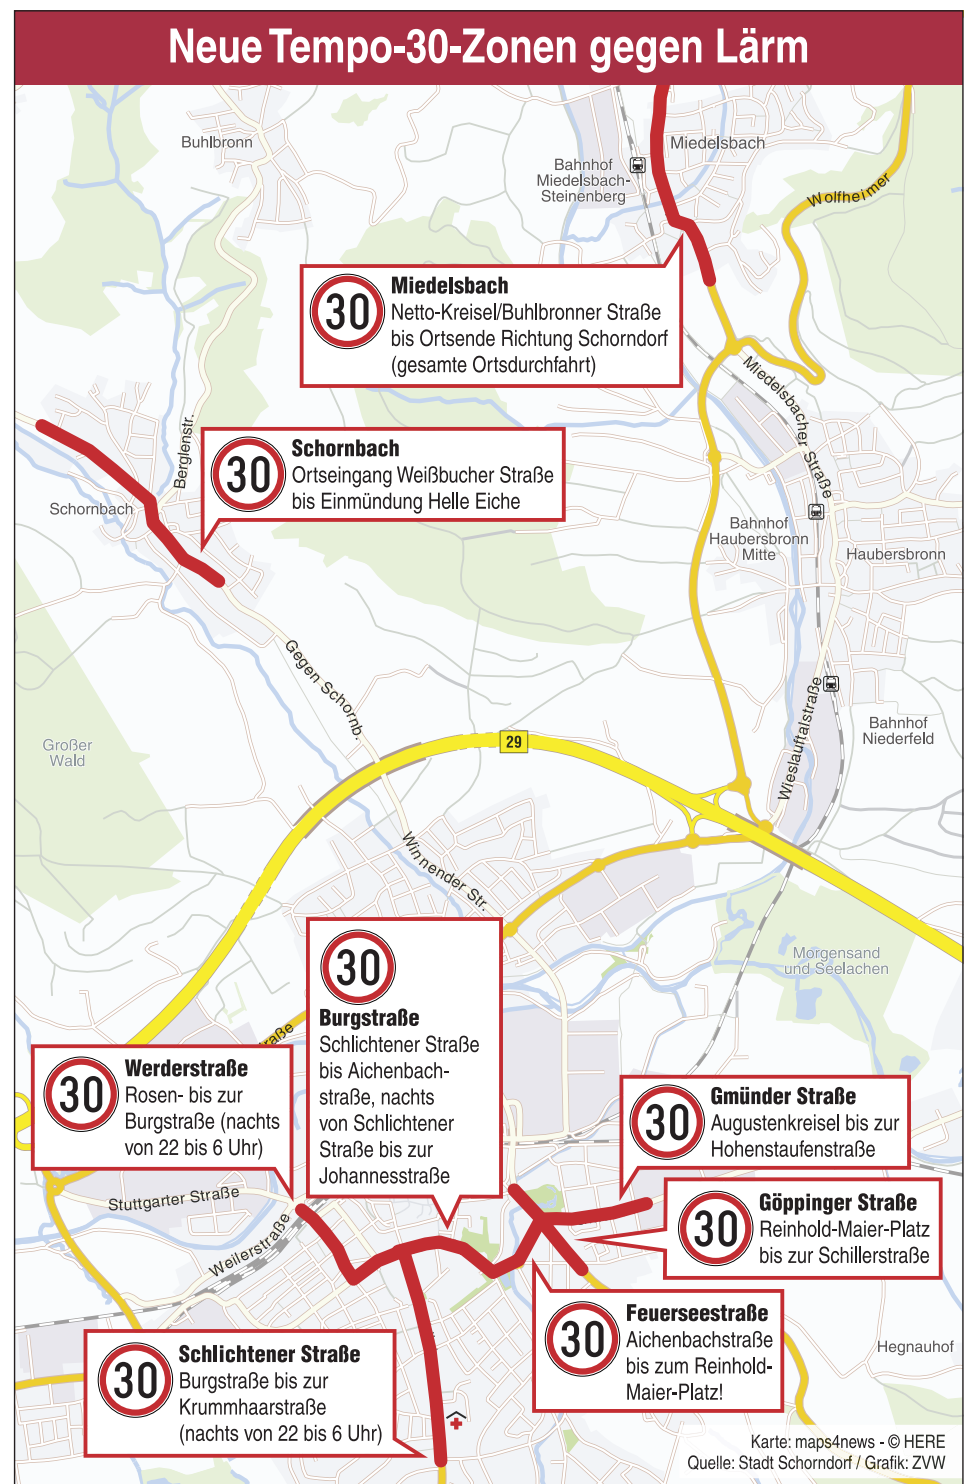 Neue Tempo-30-Zonen gegen Lärm
Buhlbronn
Miedelsbach
Bahnhof
Miedelsbach-
Steinenberg
Wolfheimer
30
Miedelsbach
Netto-Kreisel/Buhlbronner Straße
bis Ortsende Richtung Schorndorf
(gesamte Ortsdurchfahrt)
Miedelsbacher Straße
Berglenstr.
30
Schornbach
Ortseingang Weißbucher Straße
bis Einmündung Helle Eiche
Schornbach
Bahnhof
Haubersbronn
Mitte
Haubersbronn
Gegen Schornb.
Großer
Wald
29
Wieslauftalstraße
Bahnhof
Niederfeld
Winnender Str.
Morgensand
und Seelachen
30
Burgstraße
Schlichtener Straße
bis Aichenbach-
straße, nachts
von Schlichtener
Straße bis zur
Johannesstraße
raße
30
Werderstraße
Rosen- bis zur
Burgstraße (nachts
von 22 bis 6 Uhr)
30
Gmünder Straße
Augustenkreisel bis zur
Hohenstaufenstraße
Stuttgarter Straße
Weilerstraße
30
Göppinger Straße
Reinhold-Maier-Platz
bis zur Schillerstraße
30
Feuerseestraße
Aichenbachstraße
bis zum Reinhold-
Maier-Platz!
Hegnauhof
30
Schlichtener Straße
Burgstraße bis zur
Krummhaarstraße
(nachts von 22 bis 6 Uhr)
Karte: maps4news - © HERE
Quelle: Stadt Schorndorf / Grafik: ZVW